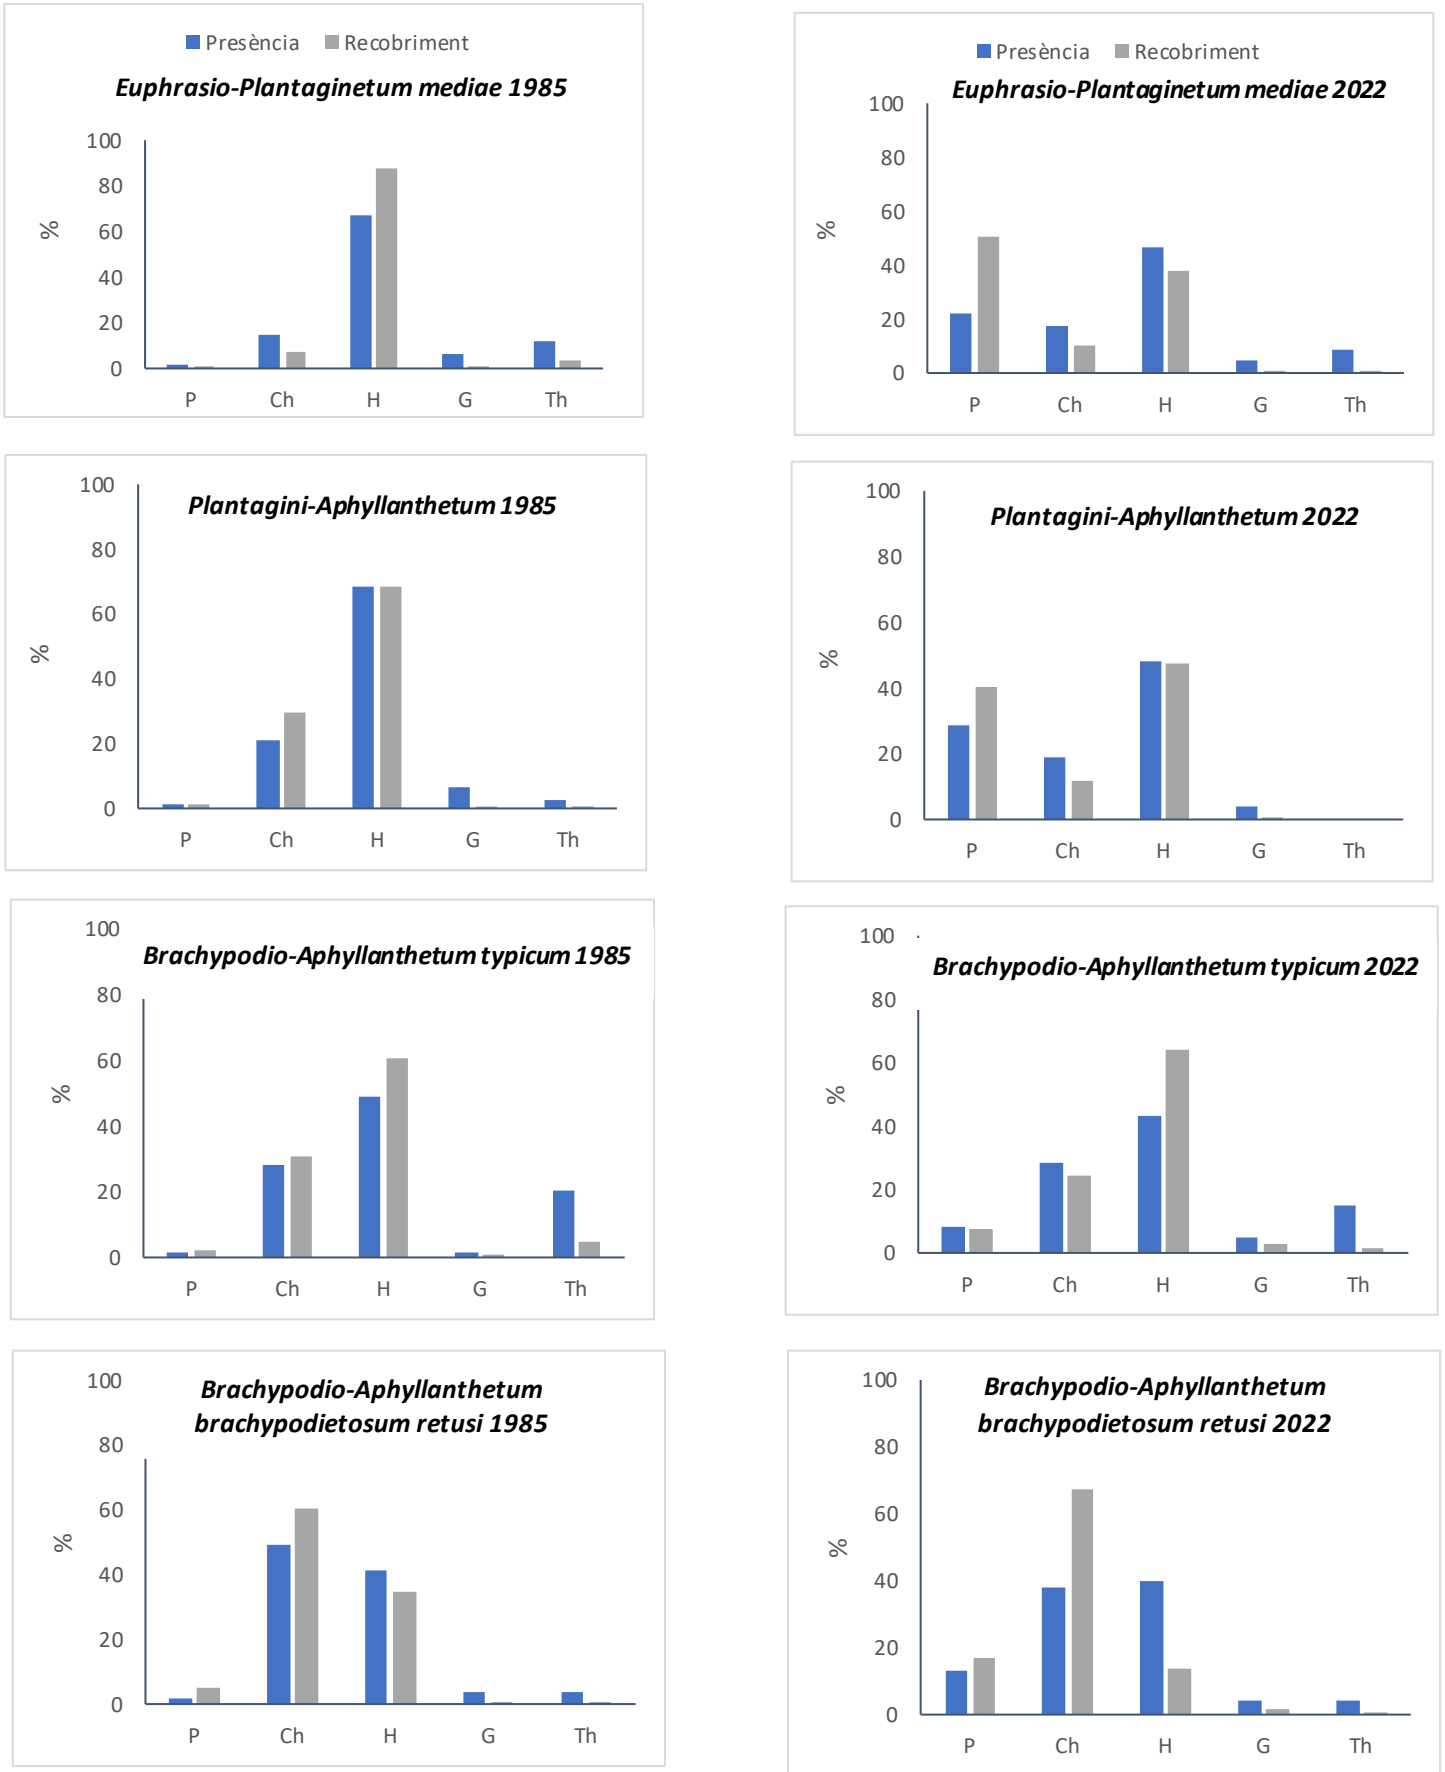 Presència Recobriment
Euphrasio-Plantaginetum mediae 1985
100
80
60
40
20
0
%
P Ch H G Th
Presència Recobriment
Euphrasio-Plantaginetum mediae 2022
100
80
60
40
20
0
%
P Ch H G Th
Plantagini-Aphyllanthetum 1985
100
80
60
40
20
0
%
P Ch H G Th
Plantagini-Aphyllanthetum 2022
100
80
60
40
20
0
%
P Ch H G Th
Brachypodio-Aphyllanthetum typicum 1985
100
80
60
40
20
0
%
P Ch H G Th
Brachypodio-Aphyllanthetum typicum 2022
100
80
60
40
20
0
%
P Ch H G Th
Brachypodio-Aphyllanthetum
brachypodietosum retusi 1985
100
80
60
40
20
0
%
P Ch H G Th
Brachypodio-Aphyllanthetum
brachypodietosum retusi 2022
100
80
60
40
20
0
%
P Ch H G Th